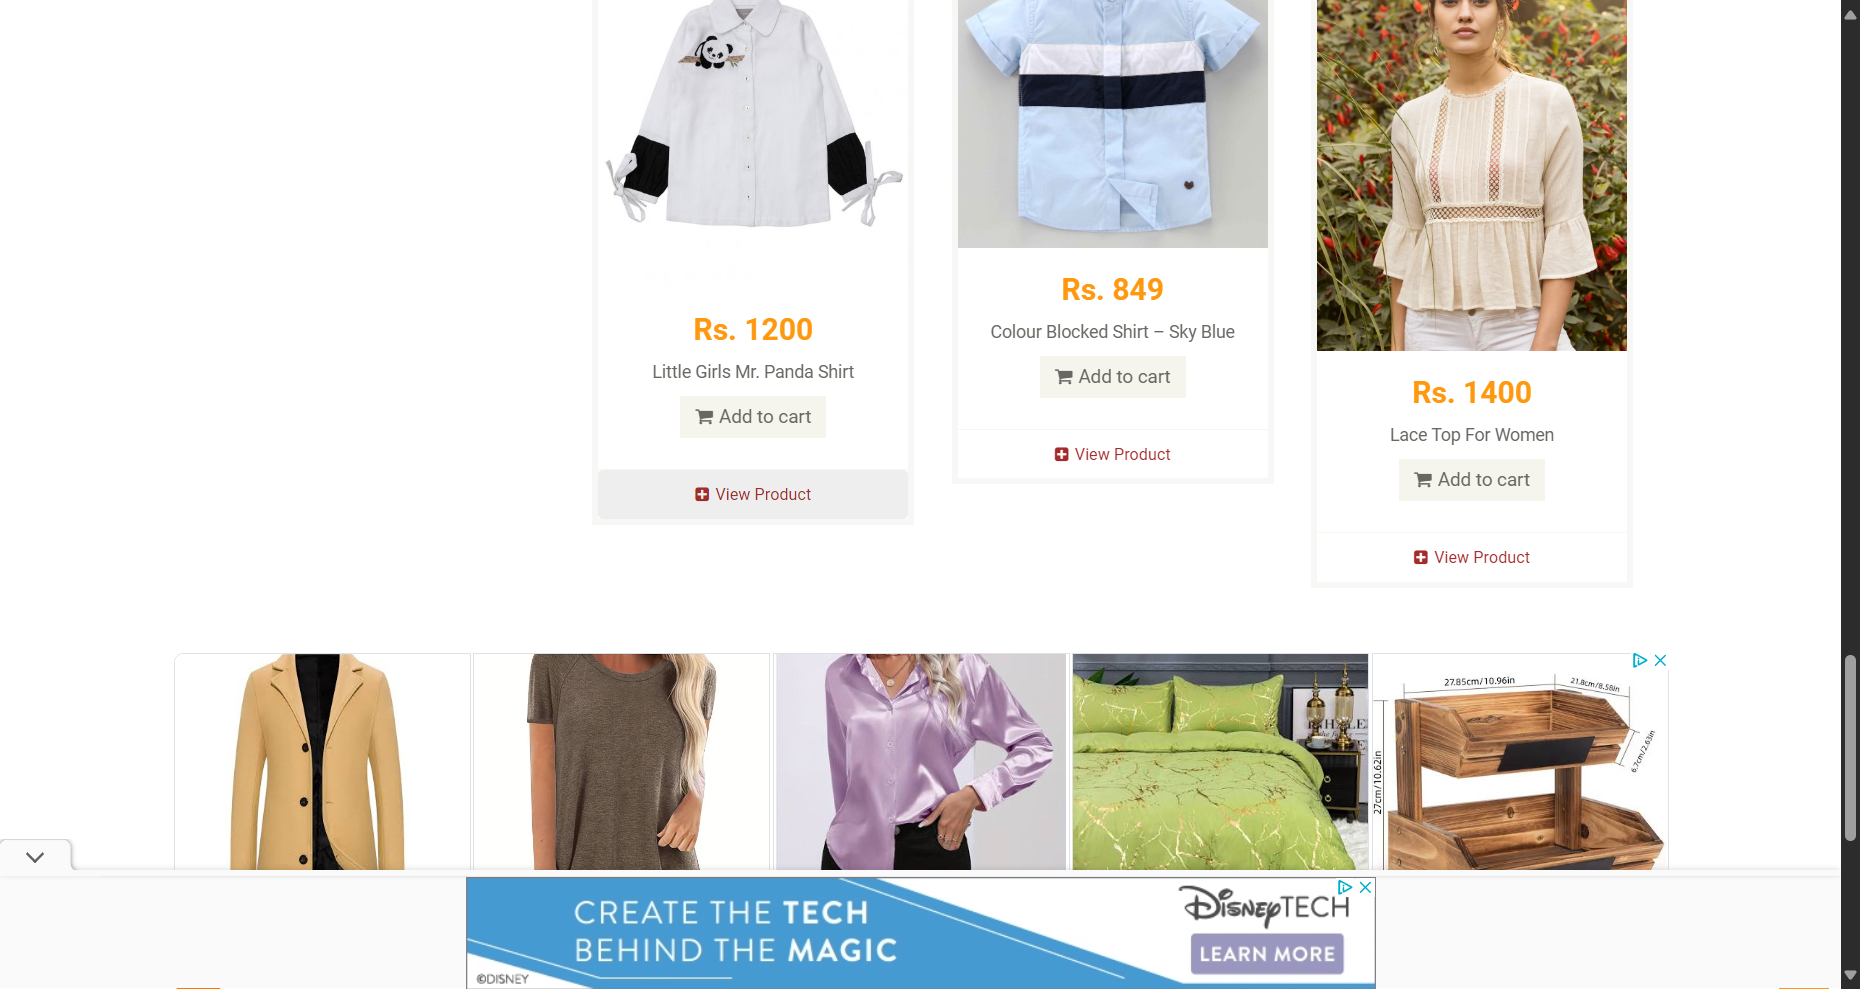 Rs. 1200
Little Girls Mr. Panda Shirt
Add to cart
View Product
Rs. 849
Colour Blocked Shirt – Sky Blue
Add to cart
View Product
Rs. 1400
Lace Top For Women
Add to cart
View Product
27.85cm/10.96in
21.8cm/8.58in
6.7cm/2.63in
27cm/10.62in
CREATE THE TECH
BEHIND THE MAGIC
©DISNEY
DISNEYTECH
LEARN MORE